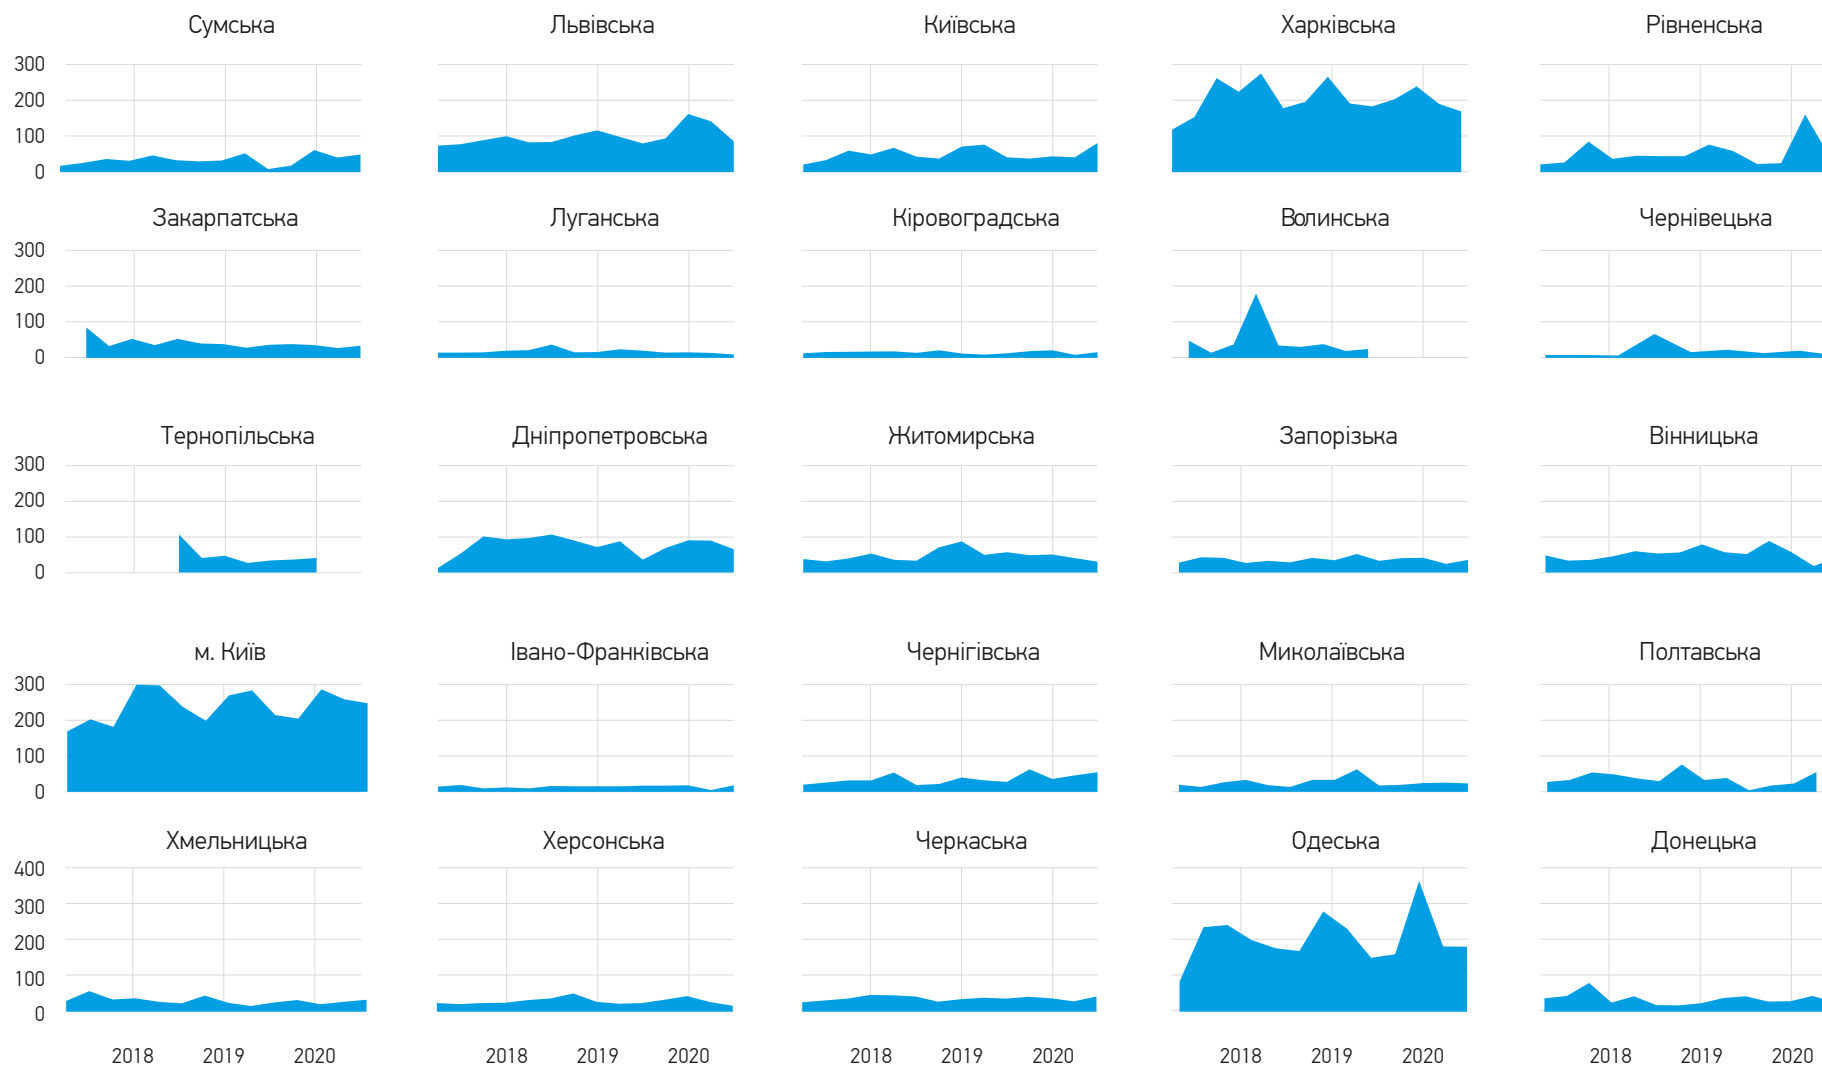 Сумська
Львівська
Київська
Харківська
Рівненська
300
200
100
0
Закарпатська
Луганська
Кіровоградська
Волинська
Чернівецька
300
200
100
0
Тернопільська
Дніпропетровська
Житомирська
Запорізька
Вінницька
300
200
100
0
м. Київ
Івано-Франківська
Чернігівська
Миколаївська
Полтавська
300
200
100
0
Хмельницька
Херсонська
Черкаська
Одеська
Донецька
400
300
200
100
0
2018 2019 2020
2018 2019 2020
2018 2019 2020
2018 2019 2020
2018 2019 2020